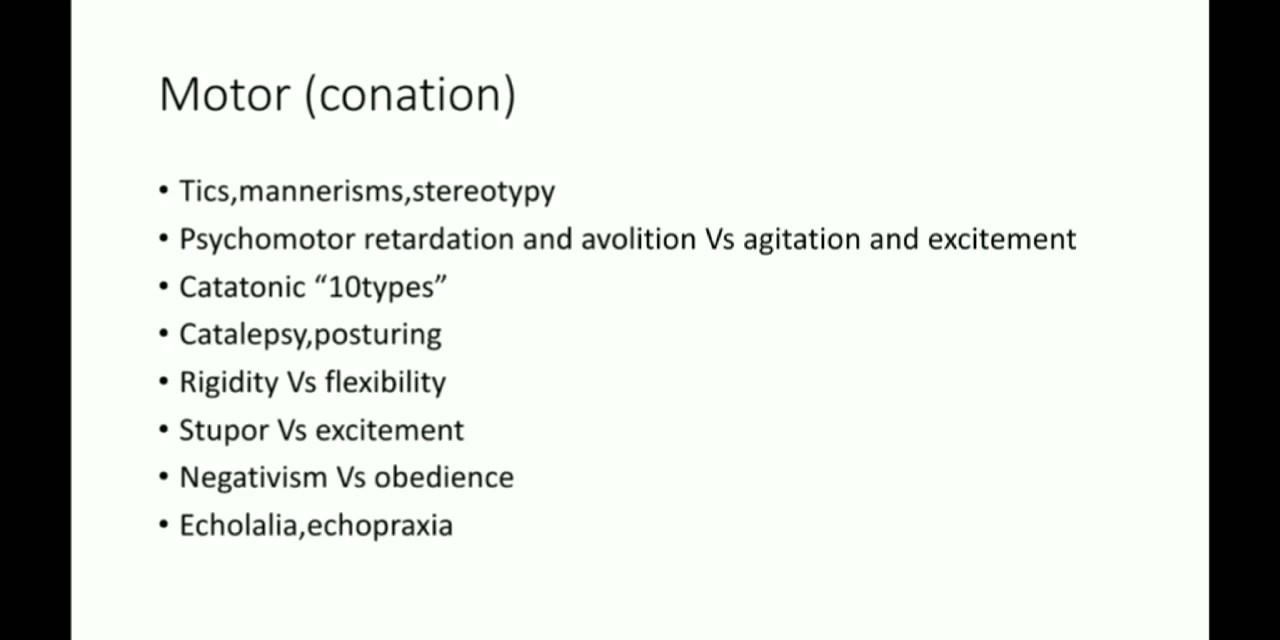 Motor (conation)
• Tics,mannerisms,stereotypy
• Psychomotor retardation and avolition Vs agitation and excitement
• Catatonic “10types”
• Catalepsy,posturing
• Rigidity Vs flexibility
• Stupor Vs excitement
• Negativism Vs obedience
• Echolalia,echopraxia